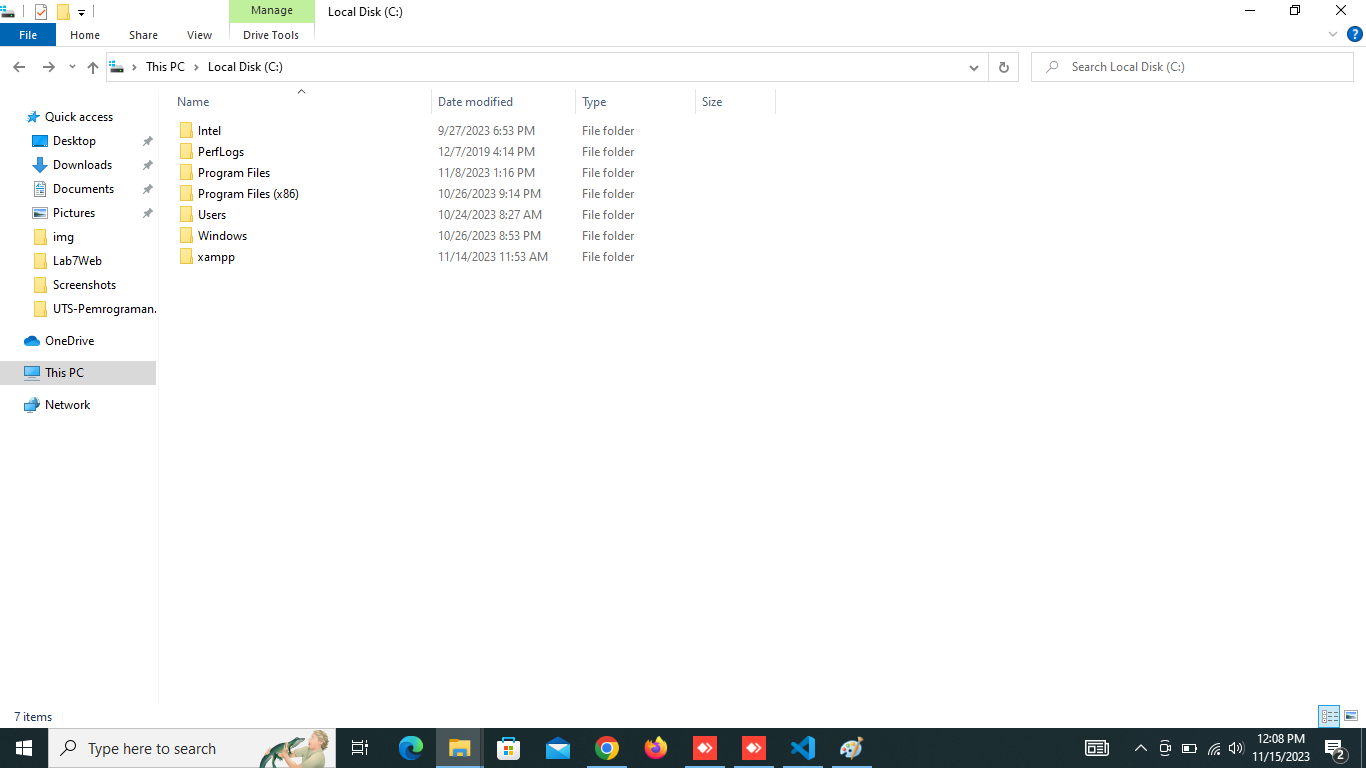 Manage
Local Disk (C:)
File
Home
Share
View
Drive Tools
?
This PC
Local Disk (C:)
Search Local Disk (C:)
Name
Date modified
Type
Size
Quick access
Desktop
Downloads
Documents
Pictures
img
Lab7Web
Screenshots
UTS-Pemrograman.
OneDrive
This PC
Network
Intel 9/27/2023 6:53 PM File folder
PerfLogs 12/7/2019 4:14 PM File folder
Program Files 11/8/2023 1:16 PM File folder
Program Files (x86) 10/26/2023 9:14 PM File folder
Users 10/24/2023 8:27 AM File folder
Windows 10/26/2023 8:53 PM File folder
xampp 11/14/2023 11:53 AM File folder
7 items
Type here to search
12:08 PM
11/15/2023
2